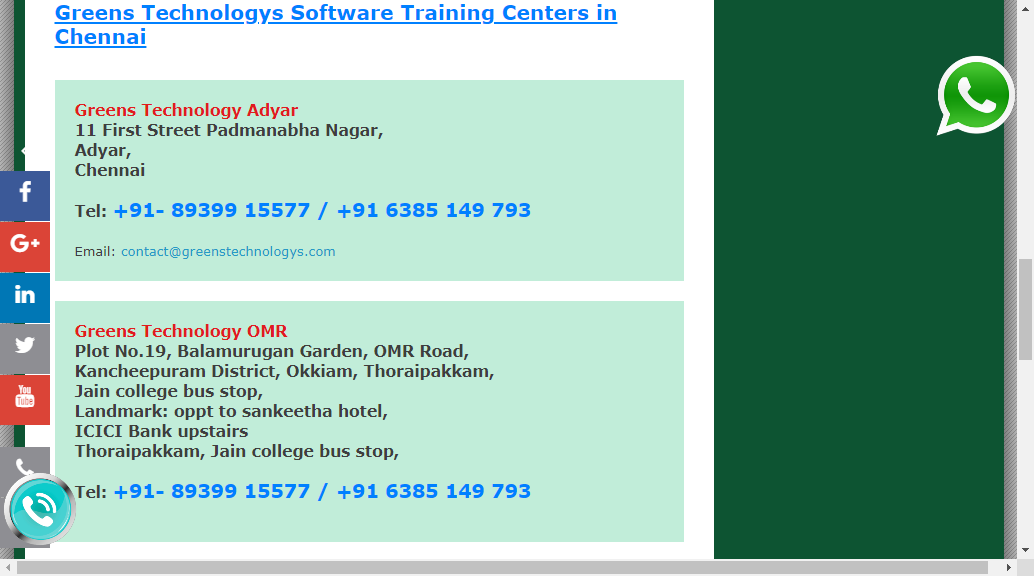 Greens Technologys Software Training Centers in
Chennai
Greens Technology Adyar
11 First Street Padmanabha Nagar,
Adyar,
Chennai
Tel: +91- 89399 15577 / +91 6385 149 793
Email: contact@greenstechnologys.com
Greens Technology OMR
Plot No.19, Balamurugan Garden, OMR Road,
Kancheepuram District, Okkiam, Thoraipakkam,
Jain college bus stop,
Landmark: oppt to sankeetha hotel,
ICICI Bank upstairs
Thoraipakkam, Jain college bus stop,
Tel: +91- 89399 15577 / +91 6385 149 793
f
G+
in
You
Tube